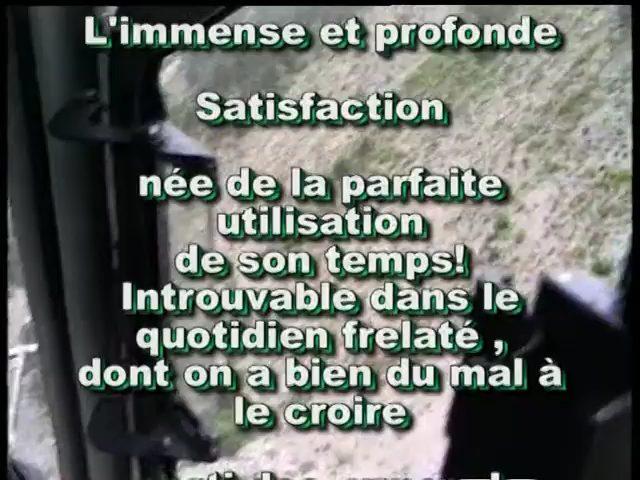 L'immense et profonde
Satisfaction
née de la parfaite
utilisation
de son temps!
Introuvable dans le
quotidien frelaté ,
dont on a bien du mal à
le croire